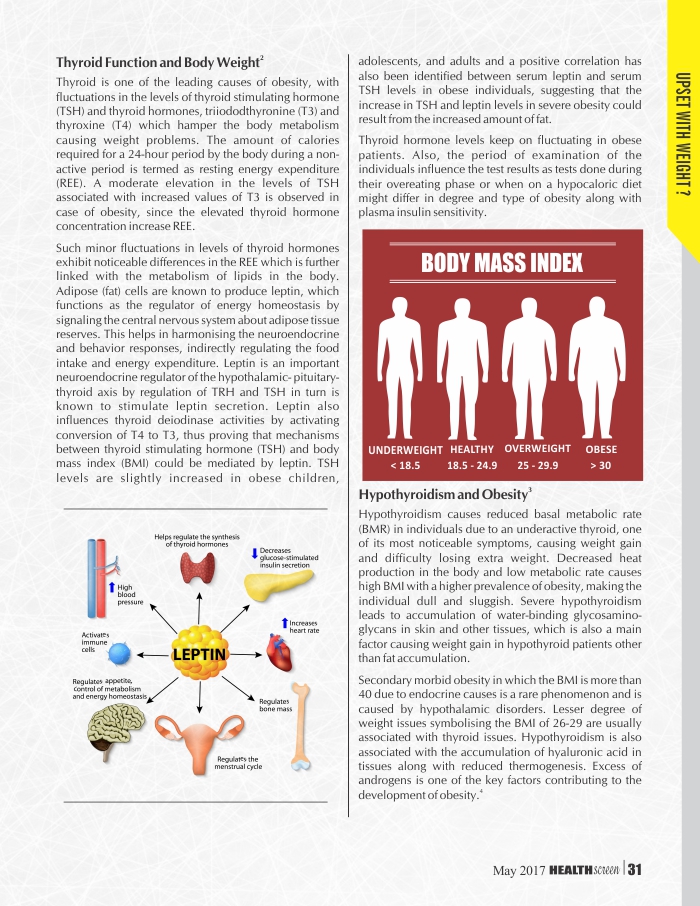 Thyroid Function and Body Weight2
Thyroid is one of the leading causes of obesity, with
fluctuations in the levels of thyroid stimulating hormone
(TSH) and thyroid hormones, triiododthyronine (T3) and
thyroxine (T4) which hamper the body metabolism
causing weight problems. The amount of calories
required for a 24-hour period by the body during a non-
active period is termed as resting energy expenditure
(REE). A moderate elevation in the levels of TSH
associated with increased values of T3 is observed in
case of obesity, since the elevated thyroid hormone
concentration increase REE.
Such minor fluctuations in levels of thyroid hormones
exhibit noticeable differences in the REE which is further
linked with the metabolism of lipids in the body.
Adipose (fat) cells are known to produce leptin, which
functions as the regulator of energy homeostasis by
signaling the central nervous system about adipose tissue
reserves. This helps in harmonising the neuroendocrine
and behavior responses, indirectly regulating the food
intake and energy expenditure. Leptin is an important
neuroendocrine regulator of the hypothalamic- pituitary-
thyroid axis by regulation of TRH and TSH in turn is
known to stimulate leptin secretion. Leptin also
influences thyroid deiodinase activities by activating
conversion of T4 to T3, thus proving that mechanisms
between thyroid stimulating hormone (TSH) and body
mass index (BMI) could be mediated by leptin. TSH
levels are slightly increased in obese children,
Helps regulate the synthesis
of thyroid hormones
Decreases
glucose-stimulated
insulin secretion
High
blood
pressure
Increases
heart rate
Activates
immune
cells
LEPTIN
Regulates appetite,
control of metabolism
and energy homeostasis
Regulates
bone mass
Regulates the
menstrual cycle
adolescents, and adults and a positive correlation has
also been identified between serum leptin and serum
TSH levels in obese individuals, suggesting that the
increase in TSH and leptin levels in severe obesity could
result from the increased amount of fat.
Thyroid hormone levels keep on fluctuating in obese
patients. Also, the period of examination of the
individuals influence the test results as tests done during
their overeating phase or when on a hypocaloric diet
might differ in degree and type of obesity along with
plasma insulin sensitivity.
BODY MASS INDEX
UNDERWEIGHT HEALTHY OVERWEIGHT OBESE
< 18.5 18.5 - 24.9 25 - 29.9 > 30
Hypothyroidism and Obesity3
Hypothyroidism causes reduced basal metabolic rate
(BMR) in individuals due to an underactive thyroid, one
of its most noticeable symptoms, causing weight gain
and difficulty losing extra weight. Decreased heat
production in the body and low metabolic rate causes
high BMI with a higher prevalence of obesity, making the
individual dull and sluggish. Severe hypothyroidism
leads to accumulation of water-binding glycosamino-
glycans in skin and other tissues, which is also a main
factor causing weight gain in hypothyroid patients other
than fat accumulation.
Secondary morbid obesity in which the BMI is more than
40 due to endocrine causes is a rare phenomenon and is
caused by hypothalamic disorders. Lesser degree of
weight issues symbolising the BMI of 26-29 are usually
associated with thyroid issues. Hypothyroidism is also
associated with the accumulation of hyaluronic acid in
tissues along with reduced thermogenesis. Excess of
androgens is one of the key factors contributing to the
development of obesity.4
UPSET WITH WEIGHT ?
May 2017 HEALTHscreen | 31